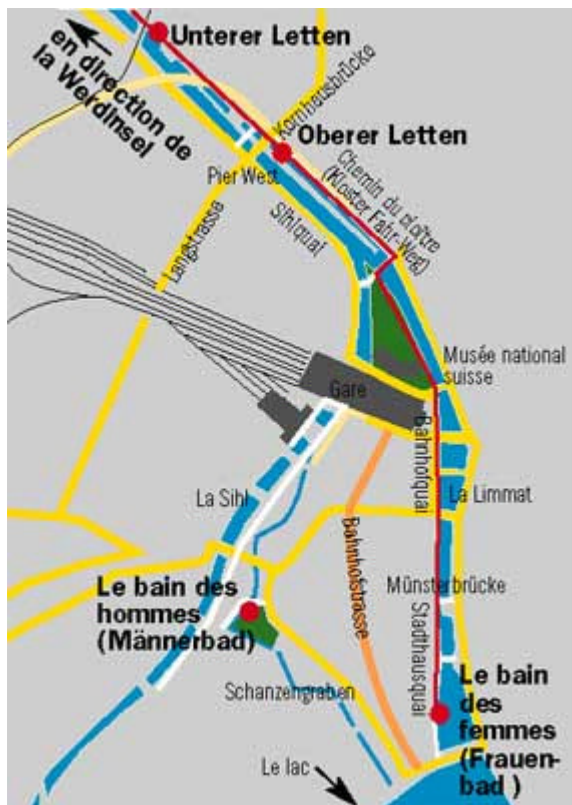 Unterer Letten
en direction de
la Werdinsel
Kornhausbrücke
Oberer Letten
Pier West
Chemin du cloître
(Kloster Fahr-Weg)
Sihlquai
Langstrasse
Musée national
suisse
Gare
Bahnhofquai
La Sihl
La Limmat
Bahnhofstrasse
Münsterbrücke
Le bain des
hommes
(Männerbad)
Stadthausquai
Schanzengraben
Le bain
des
femmes
(Frauen-
bad )
Le lac